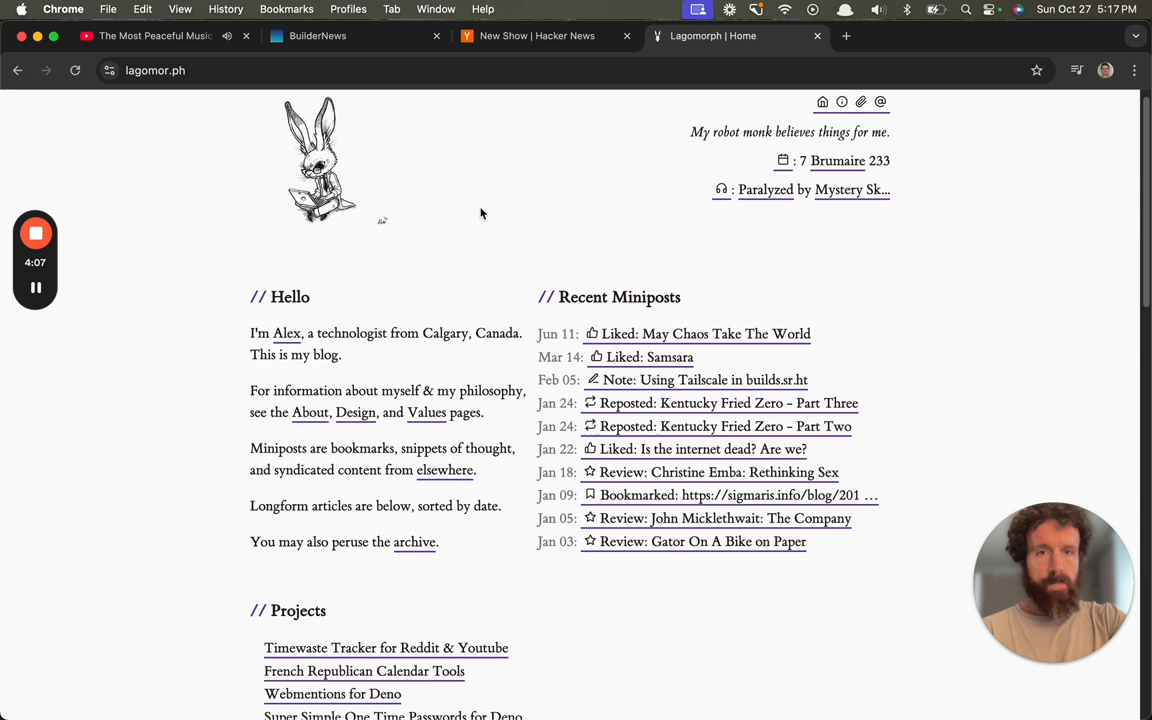 Chrome File Edit View History Bookmarks Profiles Tab Window Help Sun Oct 27 5:17 PM
The Most Peaceful Music BuilderNews New Show | Hacker News Lagomorph | Home
lagomor.ph
My robot monk believes things for me.
: 7 Brumaire 233
: Paralyzed by Mystery Sk...
4:07
// Hello
I'm Alex, a technologist from Calgary, Canada.
This is my blog.
For information about myself & my philosophy,
see the About, Design, and Values pages.
Miniposts are bookmarks, snippets of thought,
and syndicated content from elsewhere.
Longform articles are below, sorted by date.
You may also peruse the archive.
// Recent Miniposts
Jun 11: Liked: May Chaos Take The World
Mar 14: Liked: Samsara
Feb 05: Note: Using Tailscale in builds.sr.ht
Jan 24: Reposted: Kentucky Fried Zero – Part Three
Jan 24: Reposted: Kentucky Fried Zero – Part Two
Jan 22: Liked: Is the internet dead? Are we?
Jan 18: Review: Christine Emba: Rethinking Sex
Jan 09: Bookmarked: https://sigmaris.info/blog/201 …
Jan 05: Review: John Micklethwait: The Company
Jan 03: Review: Gator On A Bike on Paper
// Projects
Timewaste Tracker for Reddit & Youtube
French Republican Calendar Tools
Webmentions for Deno
Super Simple One Time Passwords for Deno